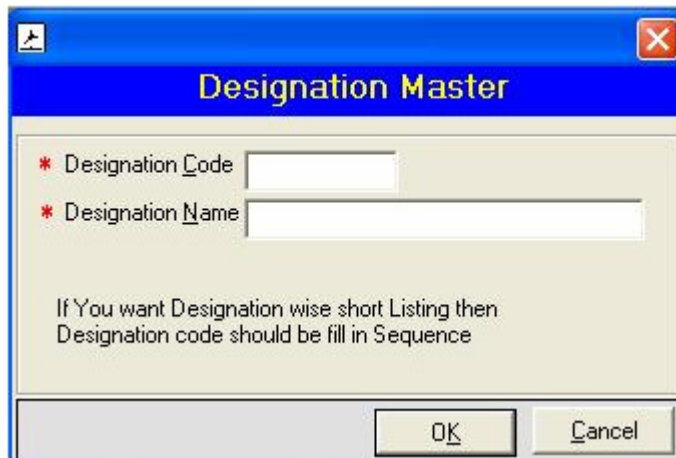 Designation Master
* Designation Code
* Designation Name
If You want Designation wise short Listing then
Designation code should be fill in Sequence
OK Cancel